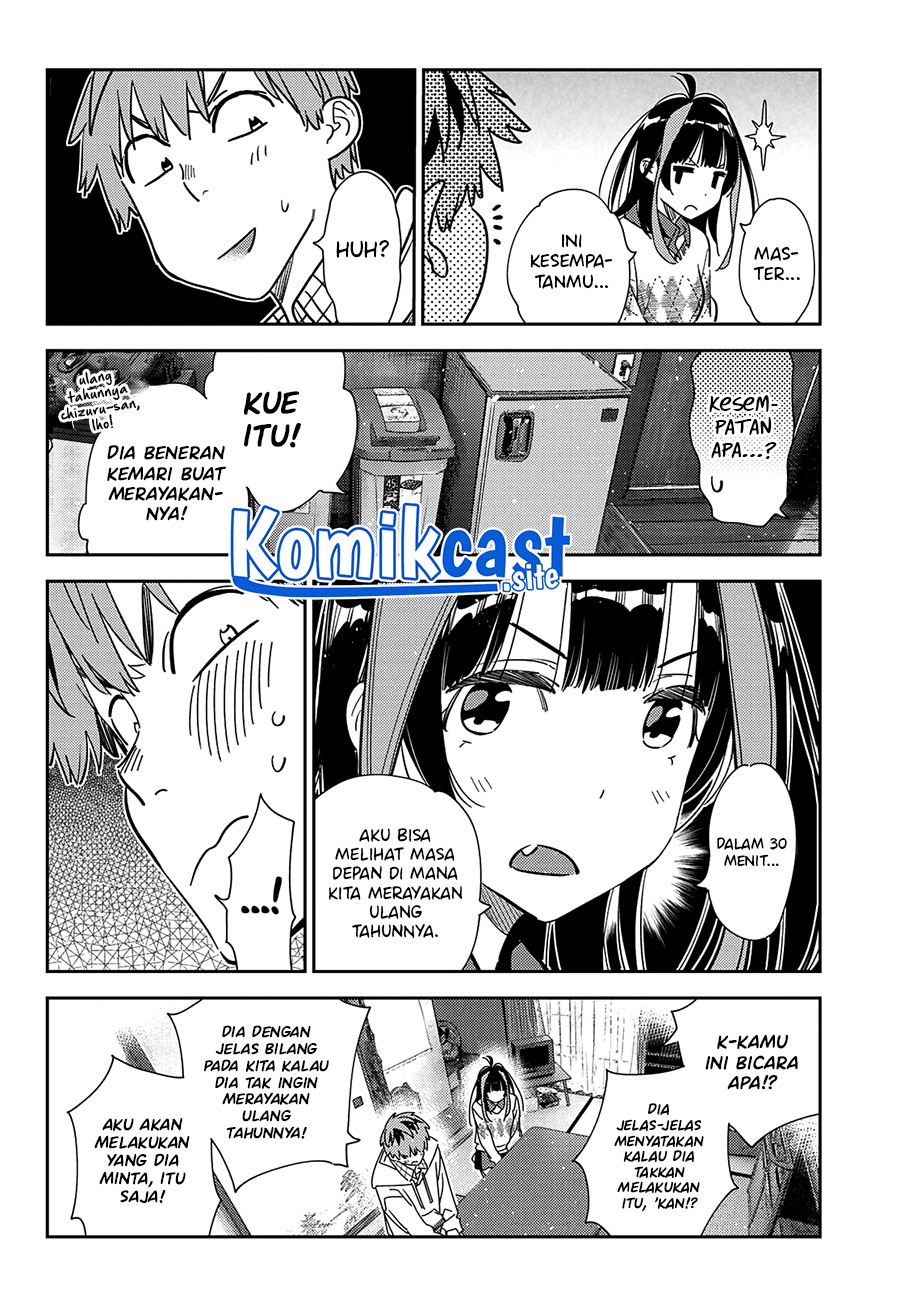 MAS-
TER...
INI
KESEMPA-
TANMU...
HUH?
KESEM-
PATAN
APA...?
KUE
ITU!
DIA BENERAN
KEMARI BUAT
MERAYAKAN-
NYA!
ulang
tahunnya
chizuru-san,
lho!
Komikcast
.site
DALAM 30
MENIT...
AKU BISA
MELIHAT MASA
DEPAN DI MANA
KITA MERAYAKAN
ULANG
TAHUNNYA.
....!
K-KAMU
INI BICARA
APA!?
DIA
JELAS-JELAS
MENYATAKAN
KALAU DIA
TAKKAN
MELAKUKAN
ITU, 'KAN!?
DIA DENGAN
JELAS BILANG
PADA KITA KALAU
DIA TAK INGIN
MERAYAKAN
ULANG
TAHUNNYA!
AKU AKAN
MELAKUKAN
YANG DIA
MINTA, ITU
SAJA!